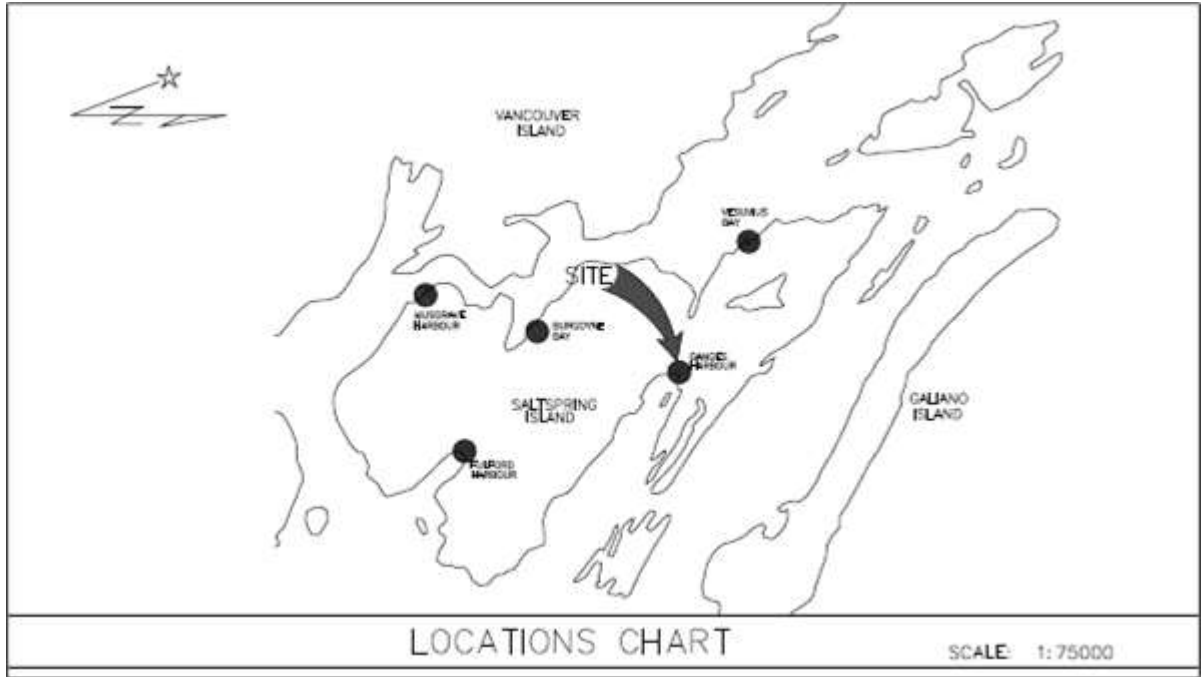 VANCOUVER
ISLAND
VESUVIUS
BAY
SITE
MUSGRAVE
HARBOUR
BURGOYNE
BAY
GANGES
HARBOUR
SALTSPRING
ISLAND
GALIANO
ISLAND
FULFORD
HARBOUR
LOCATIONS CHART
SCALE: 1:75000